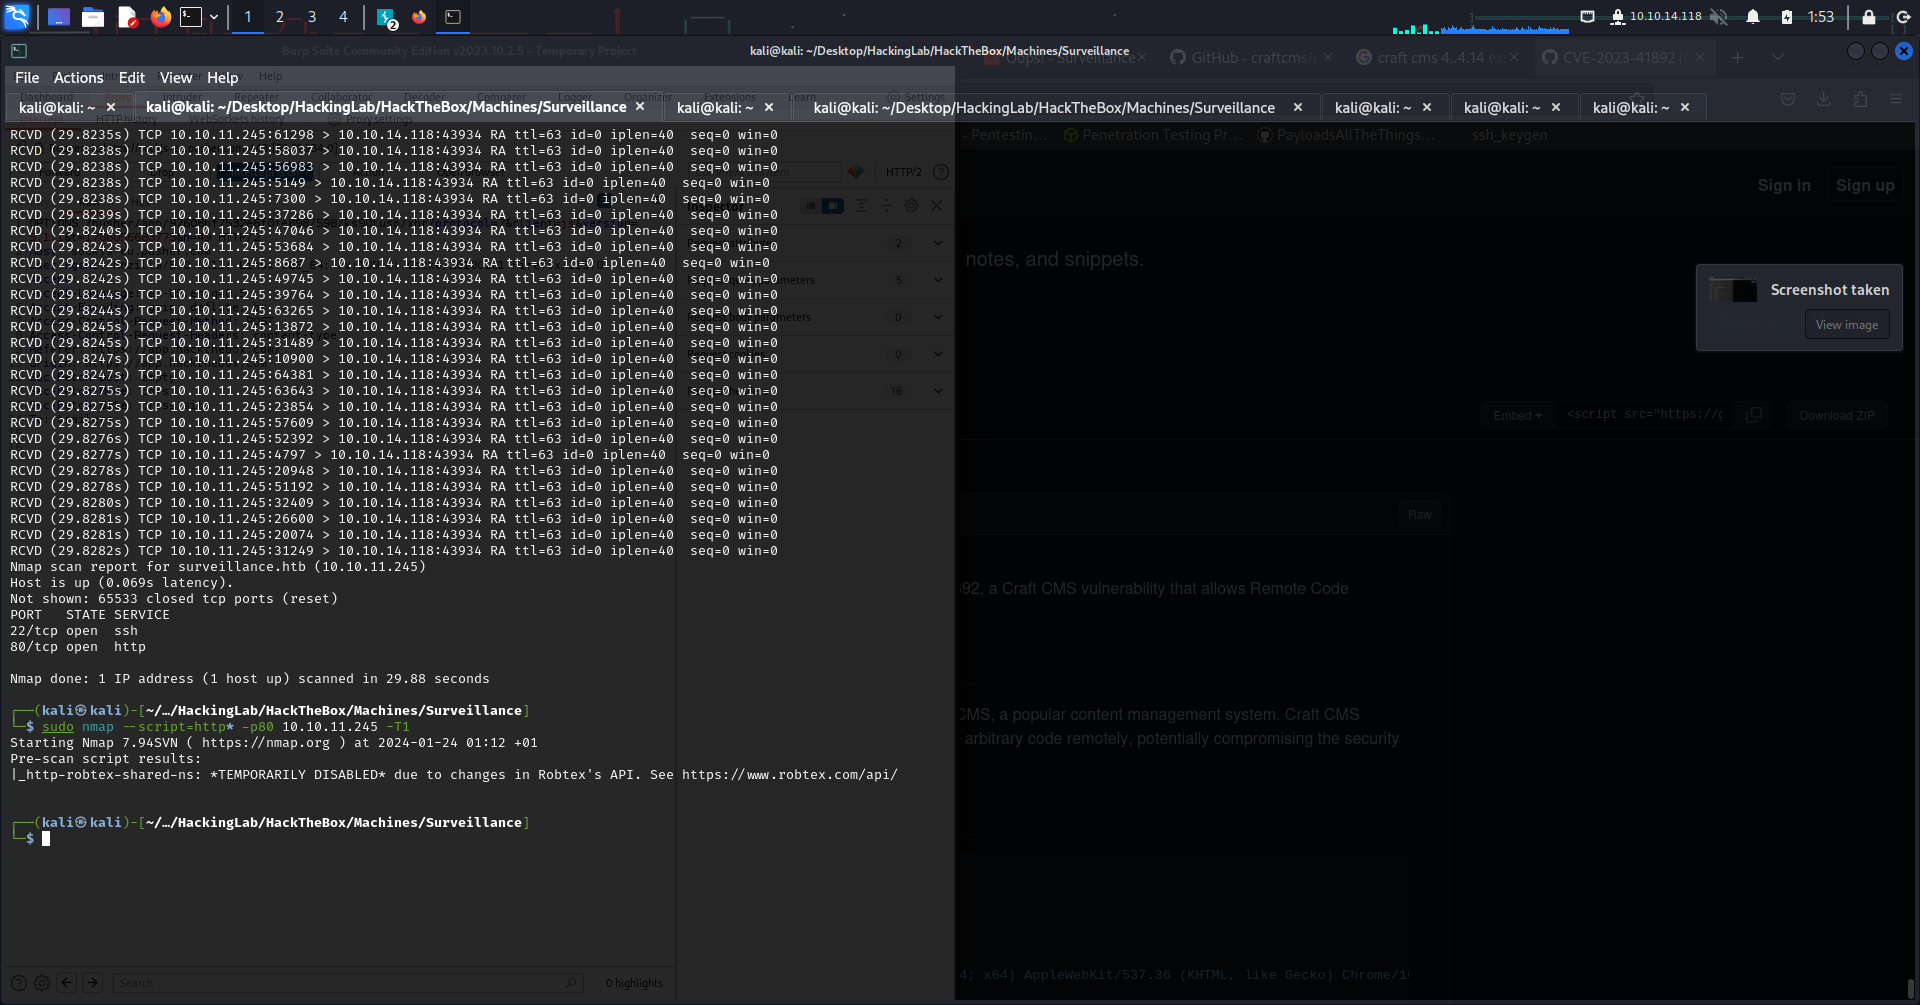 1 2 3 4 2 10.10.14.118 1:53
Burp Suite Community Edition v2023.10.2.5 - Temporary Project
kali@kali: ~/Desktop/HackingLab/HackTheBox/Machines/Surveillance
Oops! - Surveillance GitHub - craftcms/c craft cms 4..4.14 ex CVE-2023-41892 (C
File Actions Edit View Help
Help
kali@kali: ~ kali@kali: ~/Desktop/HackingLab/HackTheBox/Machines/Surveillance kali@kali: ~ kali@kali: ~/Desktop/HackingLab/HackTheBox/Machines/Surveillance kali@kali: ~ kali@kali: ~ kali@kali: ~
- Pentestin... Penetration Testing Pr... PayloadsAllTheThings... ssh_keygen
RCVD (29.8235s) TCP 10.10.11.245:61298 > 10.10.14.118:43934 RA ttl=63 id=0 iplen=40  seq=0 win=0
RCVD (29.8238s) TCP 10.10.11.245:58037 > 10.10.14.118:43934 RA ttl=63 id=0 iplen=40  seq=0 win=0
RCVD (29.8238s) TCP 10.10.11.245:56983 > 10.10.14.118:43934 RA ttl=63 id=0 iplen=40  seq=0 win=0
RCVD (29.8238s) TCP 10.10.11.245:5149 > 10.10.14.118:43934 RA ttl=63 id=0 iplen=40  seq=0 win=0
RCVD (29.8238s) TCP 10.10.11.245:7300 > 10.10.14.118:43934 RA ttl=63 id=0 iplen=40  seq=0 win=0
RCVD (29.8239s) TCP 10.10.11.245:37286 > 10.10.14.118:43934 RA ttl=63 id=0 iplen=40  seq=0 win=0
RCVD (29.8240s) TCP 10.10.11.245:47046 > 10.10.14.118:43934 RA ttl=63 id=0 iplen=40  seq=0 win=0
RCVD (29.8242s) TCP 10.10.11.245:53684 > 10.10.14.118:43934 RA ttl=63 id=0 iplen=40  seq=0 win=0
RCVD (29.8242s) TCP 10.10.11.245:8687 > 10.10.14.118:43934 RA ttl=63 id=0 iplen=40  seq=0 win=0
RCVD (29.8242s) TCP 10.10.11.245:49745 > 10.10.14.118:43934 RA ttl=63 id=0 iplen=40  seq=0 win=0
RCVD (29.8244s) TCP 10.10.11.245:39764 > 10.10.14.118:43934 RA ttl=63 id=0 iplen=40  seq=0 win=0
RCVD (29.8244s) TCP 10.10.11.245:63265 > 10.10.14.118:43934 RA ttl=63 id=0 iplen=40  seq=0 win=0
RCVD (29.8245s) TCP 10.10.11.245:13872 > 10.10.14.118:43934 RA ttl=63 id=0 iplen=40  seq=0 win=0
RCVD (29.8245s) TCP 10.10.11.245:31489 > 10.10.14.118:43934 RA ttl=63 id=0 iplen=40  seq=0 win=0
RCVD (29.8247s) TCP 10.10.11.245:10900 > 10.10.14.118:43934 RA ttl=63 id=0 iplen=40  seq=0 win=0
RCVD (29.8247s) TCP 10.10.11.245:64381 > 10.10.14.118:43934 RA ttl=63 id=0 iplen=40  seq=0 win=0
RCVD (29.8275s) TCP 10.10.11.245:63643 > 10.10.14.118:43934 RA ttl=63 id=0 iplen=40  seq=0 win=0
RCVD (29.8275s) TCP 10.10.11.245:23854 > 10.10.14.118:43934 RA ttl=63 id=0 iplen=40  seq=0 win=0
RCVD (29.8275s) TCP 10.10.11.245:57609 > 10.10.14.118:43934 RA ttl=63 id=0 iplen=40  seq=0 win=0
RCVD (29.8276s) TCP 10.10.11.245:52392 > 10.10.14.118:43934 RA ttl=63 id=0 iplen=40  seq=0 win=0
RCVD (29.8277s) TCP 10.10.11.245:4797 > 10.10.14.118:43934 RA ttl=63 id=0 iplen=40  seq=0 win=0
RCVD (29.8278s) TCP 10.10.11.245:20948 > 10.10.14.118:43934 RA ttl=63 id=0 iplen=40  seq=0 win=0
RCVD (29.8278s) TCP 10.10.11.245:51192 > 10.10.14.118:43934 RA ttl=63 id=0 iplen=40  seq=0 win=0
RCVD (29.8280s) TCP 10.10.11.245:32409 > 10.10.14.118:43934 RA ttl=63 id=0 iplen=40  seq=0 win=0
RCVD (29.8281s) TCP 10.10.11.245:26600 > 10.10.14.118:43934 RA ttl=63 id=0 iplen=40  seq=0 win=0
RCVD (29.8281s) TCP 10.10.11.245:20074 > 10.10.14.118:43934 RA ttl=63 id=0 iplen=40  seq=0 win=0
RCVD (29.8282s) TCP 10.10.11.245:31249 > 10.10.14.118:43934 RA ttl=63 id=0 iplen=40  seq=0 win=0
Nmap scan report for surveillance.htb (10.10.11.245)
Host is up (0.069s latency).
Not shown: 65533 closed tcp ports (reset)
PORT   STATE SERVICE
22/tcp open  ssh
80/tcp open  http
Nmap done: 1 IP address (1 host up) scanned in 29.88 seconds
┌──(kali㉿kali)-[~/…/HackingLab/HackTheBox/Machines/Surveillance]
└─$ sudo nmap --script=http* -p80 10.10.11.245 -T1
Starting Nmap 7.94SVN ( https://nmap.org ) at 2024-01-24 01:12 +01
Pre-scan script results:
|_http-robtex-shared-ns: *TEMPORARILY DISABLED* due to changes in Robtex's API. See https://www.robtex.com/api/
┌──(kali㉿kali)-[~/…/HackingLab/HackTheBox/Machines/Surveillance]
└─$
HTTP/2
2
5
0
0
16
Search
0 highlights
Sign in Sign up
notes, and snippets.
Screenshot taken
View image
Embed <script src="https://g Download ZIP
Raw
92, a Craft CMS vulnerability that allows Remote Code
CMS, a popular content management system. Craft CMS
arbitrary code remotely, potentially compromising the security
4; x64) AppleWebKit/537.36 (KHTML, like Gecko) Chrome/1